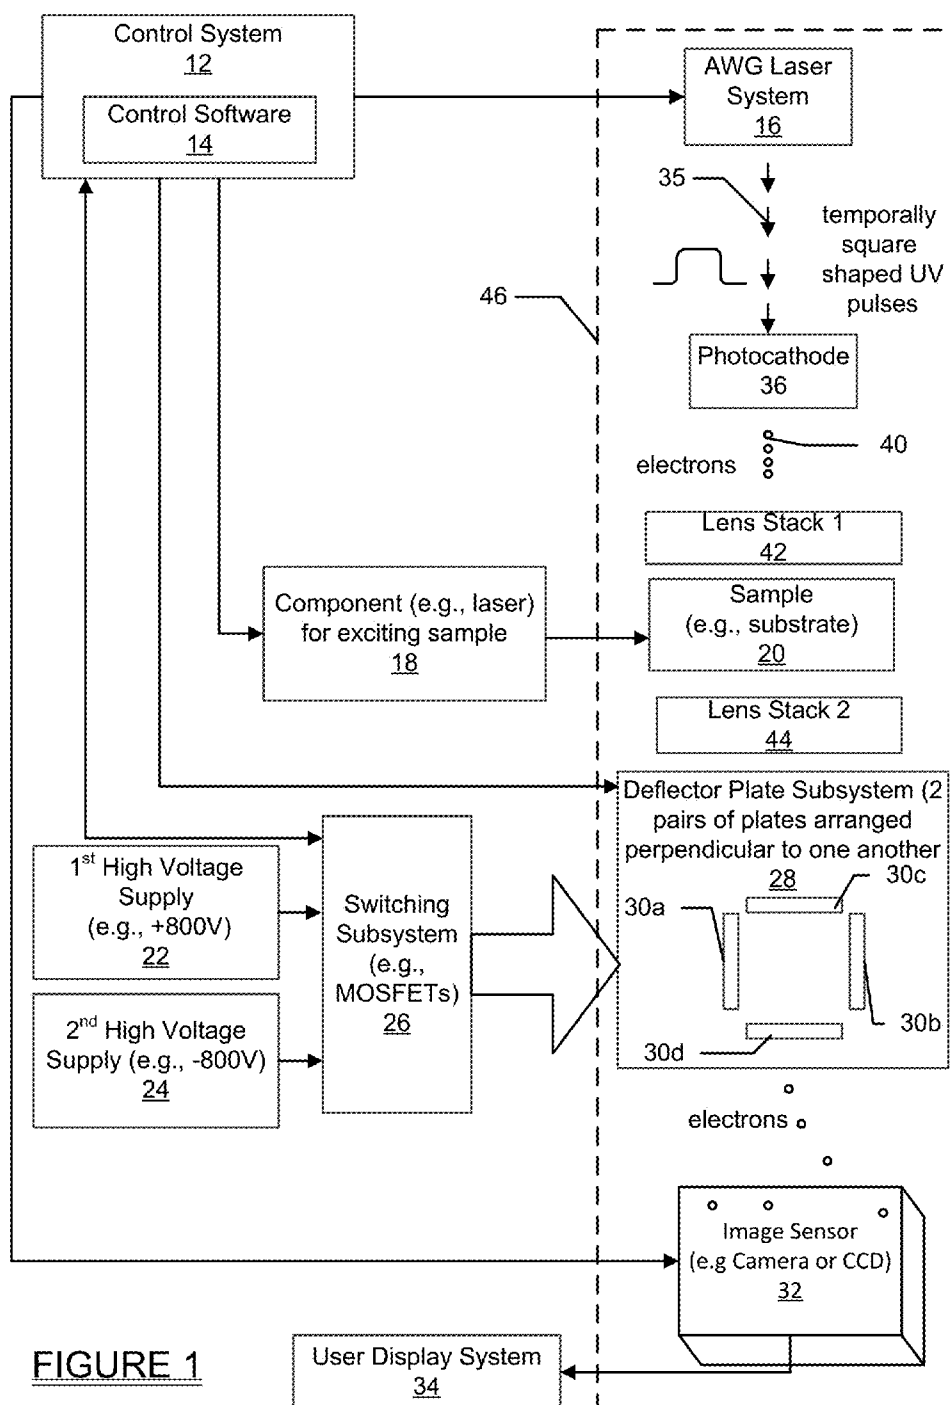 Control System
12
Control Software
14
AWG Laser
System
16
35
temporally
square
shaped UV
pulses
46
Photocathode
36
40
electrons
Lens Stack 1
42
Component (e.g., laser)
for exciting sample
18
Sample
(e.g., substrate)
20
Lens Stack 2
44
Deflector Plate Subsystem (2
pairs of plates arranged
perpendicular to one another
28
30c
30a
30b
30d
1st High Voltage
Supply
(e.g., +800V)
22
Switching
Subsystem
(e.g.,
MOSFETs)
26
2nd High Voltage
Supply (e.g., -800V)
24
electrons
Image Sensor
(e.g Camera or CCD)
32
FIGURE 1
User Display System
34